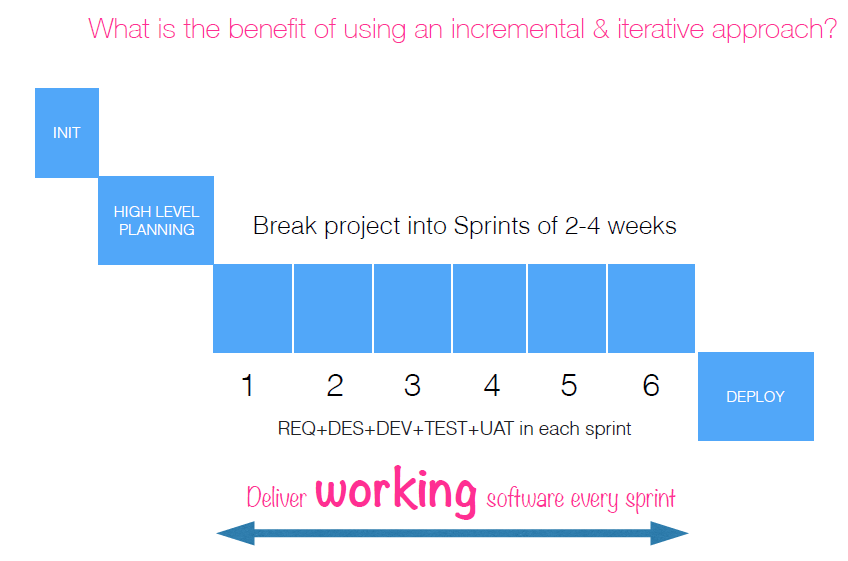 What is the benefit of using an incremental & iterative approach?
INIT
HIGH LEVEL
PLANNING
Break project into Sprints of 2-4 weeks
1 2 3 4 5 6
DEPLOY
REQ+DES+DEV+TEST+UAT in each sprint
Deliver working software every sprint